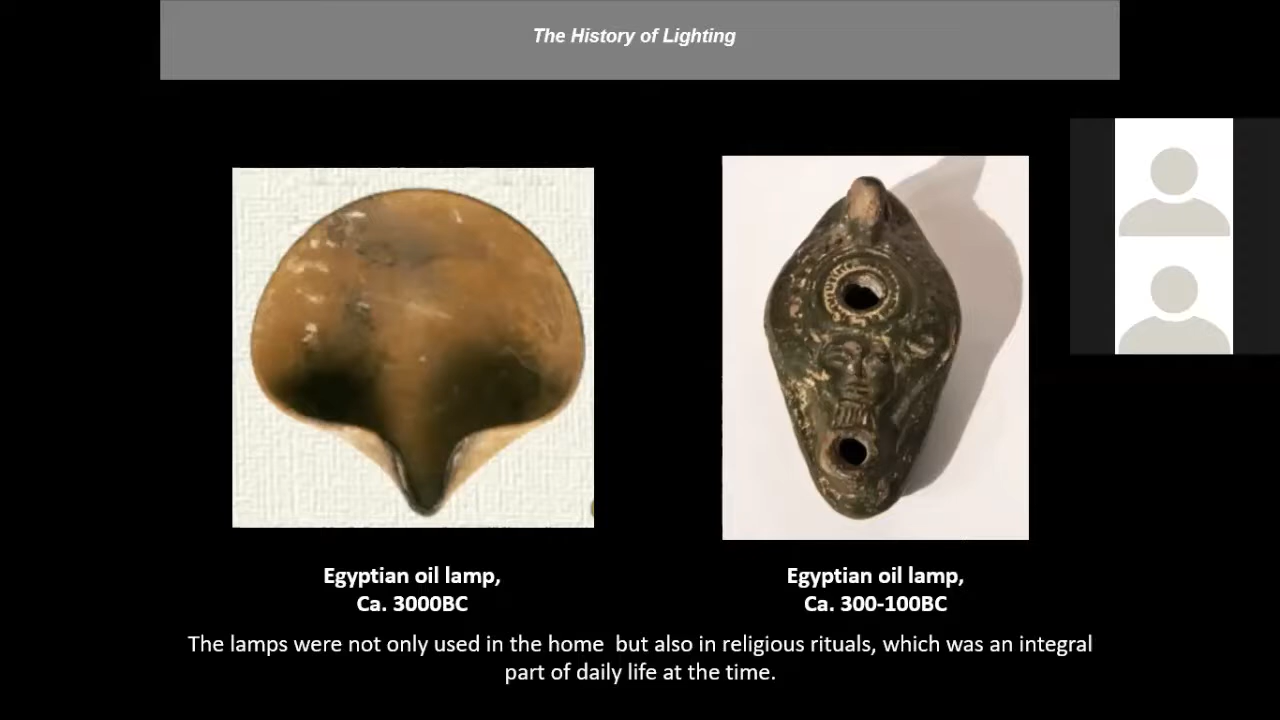 The History of Lighting
Egyptian oil lamp,
Ca. 3000BC
Egyptian oil lamp,
Ca. 300-100BC
The lamps were not only used in the home  but also in religious rituals, which was an integral
part of daily life at the time.